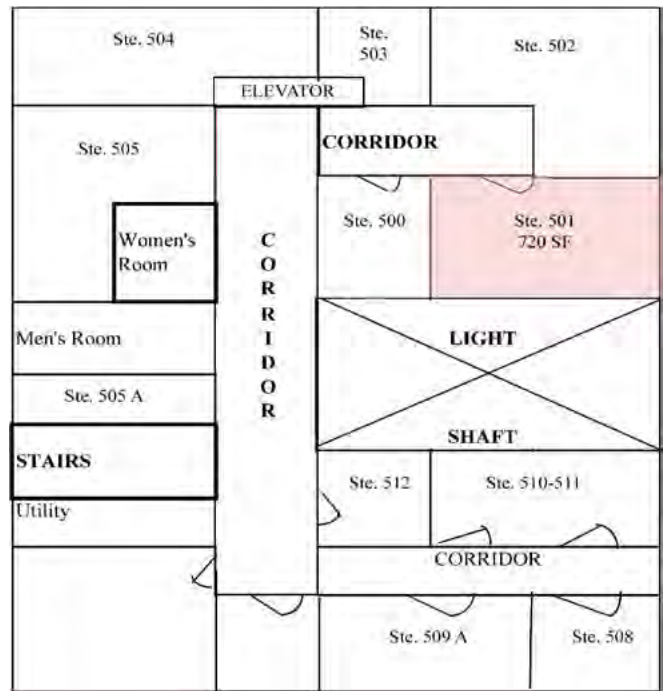 Ste. 504
Ste.
503
Ste. 502
ELEVATOR
Ste. 505
CORRIDOR
Women's
Room
CORRIDOR
Ste. 500
Ste. 501
720 SF
Men's Room
LIGHT
Ste. 505 A
SHAFT
STAIRS
Ste. 512
Ste. 510-511
Utility
CORRIDOR
Ste. 509 A
Ste. 508